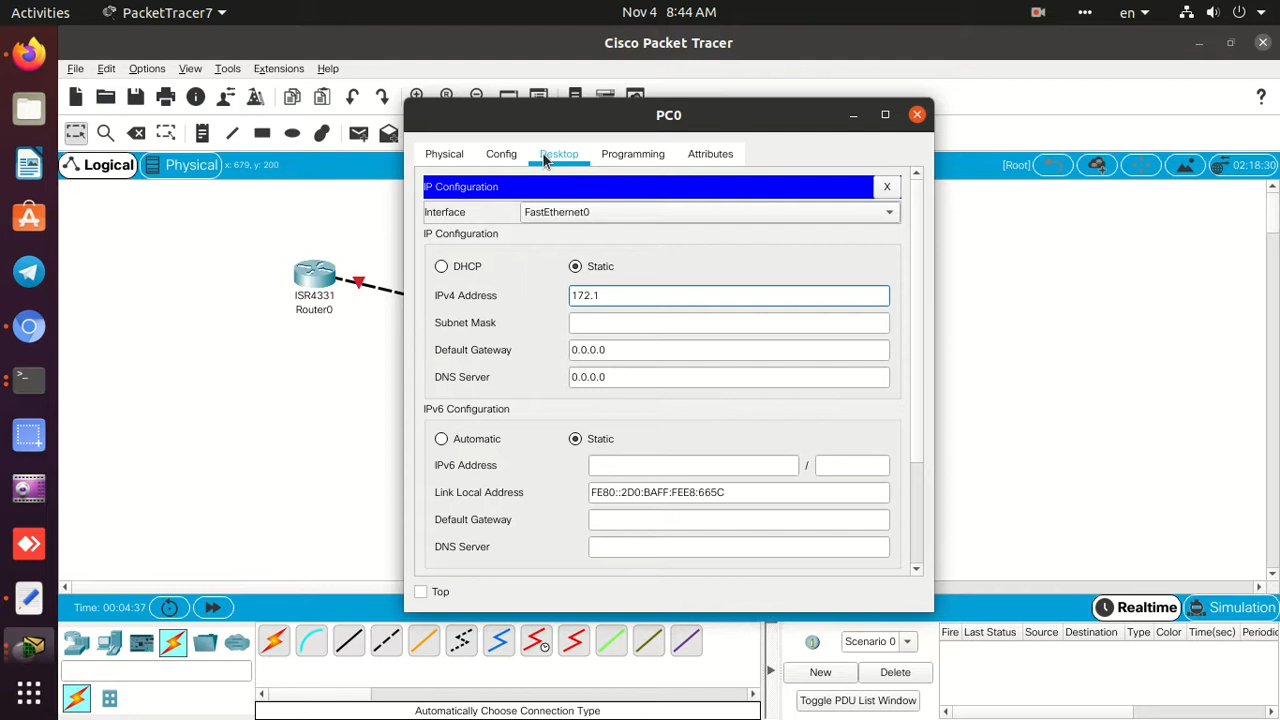 Activities
PacketTracer7
Nov 4 8:44 AM
en
Cisco Packet Tracer
File Edit Options View Tools Extensions Help
?
PC0
Logical
Physical
x: 679, y: 200
[Root]
02:18:30
Physical Config Desktop Programming Attributes
IP Configuration
X
Interface
FastEthernet0
IP Configuration
DHCP
Static
IPv4 Address
172.1
Subnet Mask
Default Gateway
0.0.0.0
DNS Server
0.0.0.0
IPv6 Configuration
Automatic
Static
IPv6 Address
/
Link Local Address
FE80::2D0:BAFF:FEE8:665C
Default Gateway
DNS Server
Top
ISR4331
Router0
Time: 00:04:37
Realtime
Simulation
Scenario 0
New
Delete
Toggle PDU List Window
Fire Last Status Source Destination Type Color Time(sec) Periodic
Automatically Choose Connection Type